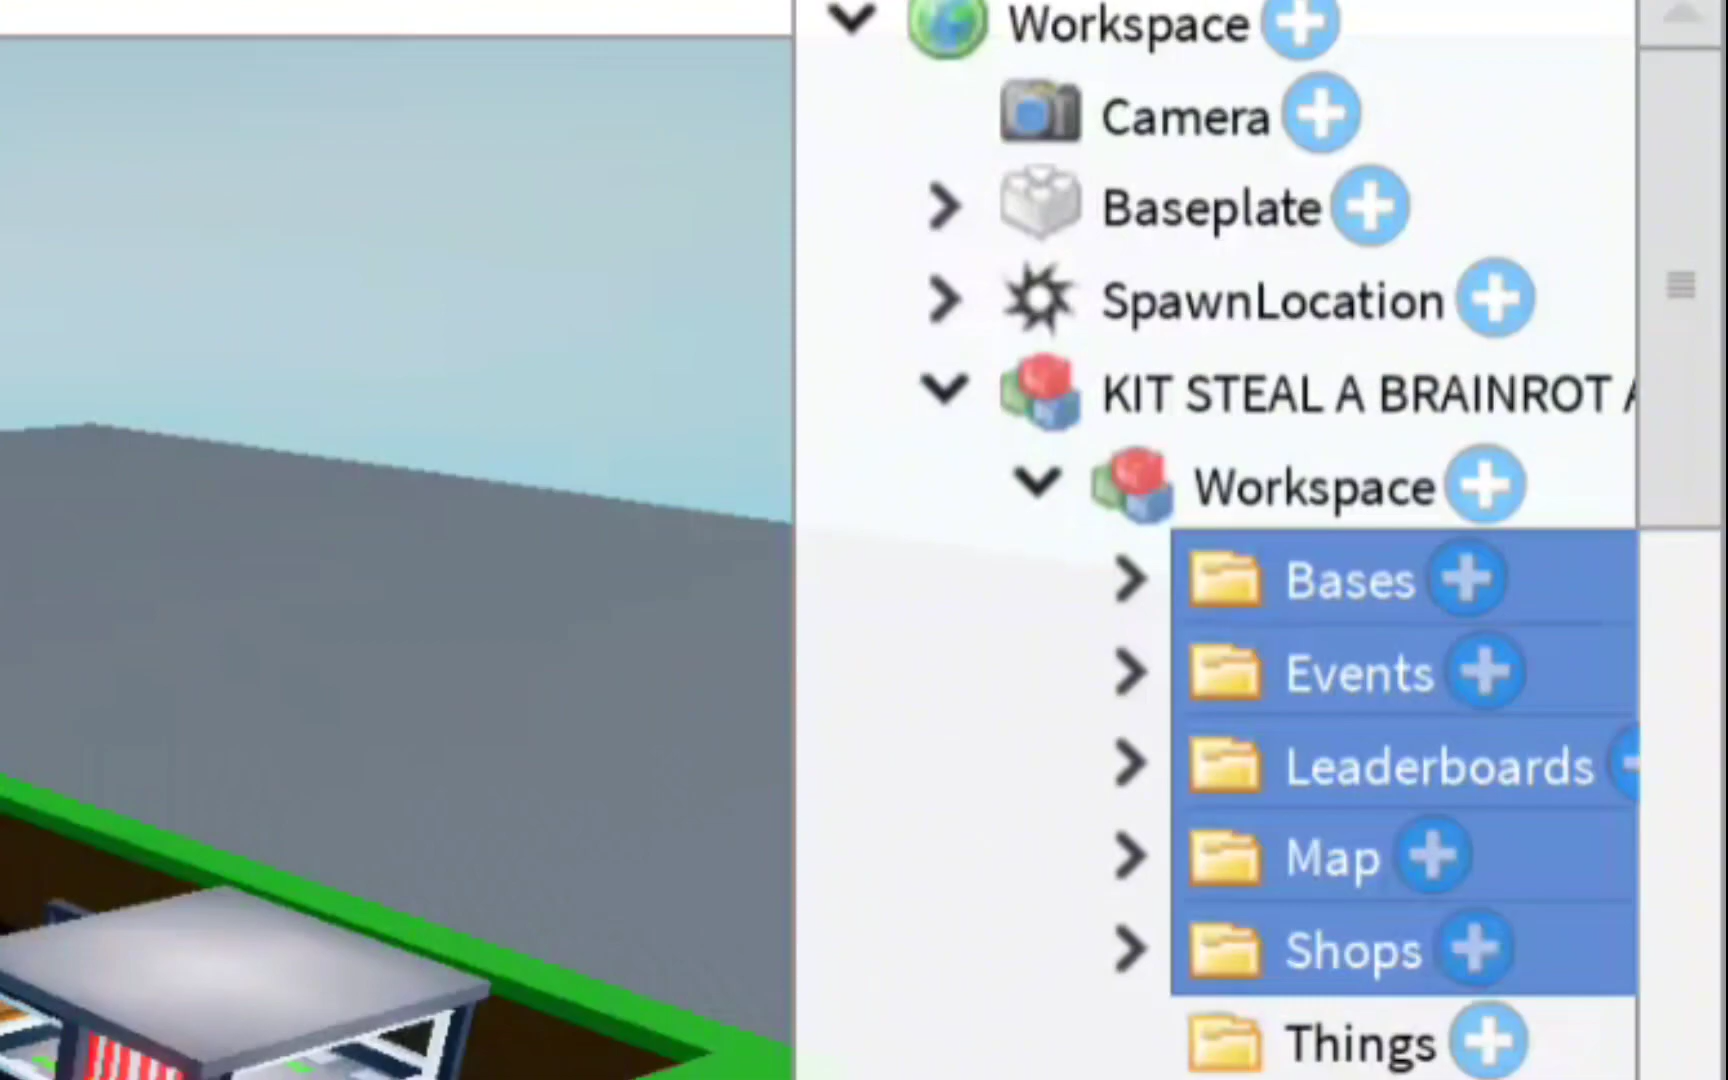 Workspace
Camera
Baseplate
SpawnLocation
KIT STEAL A BRAINROT
Workspace
Bases
Events
Leaderboards
Map
Shops
Things